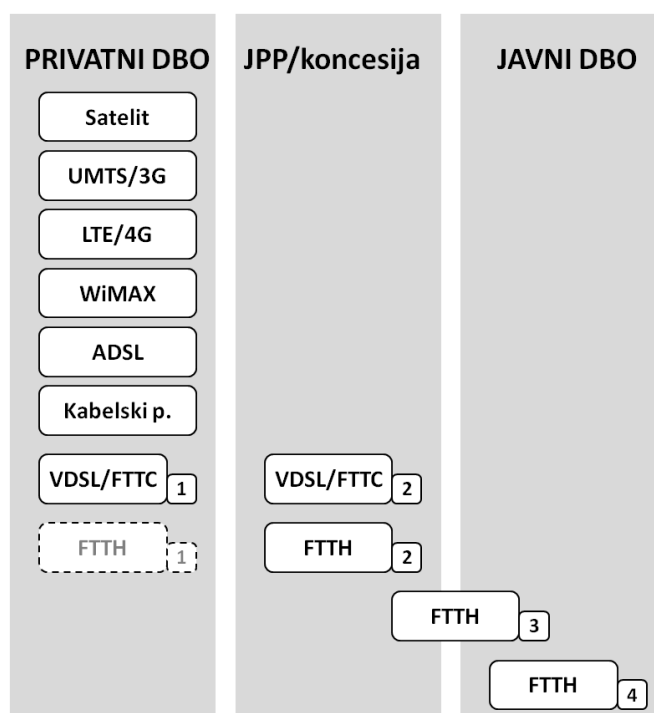 PRIVATNI DBO
JPP/koncesija
JAVNI DBO
Satelit
UMTS/3G
LTE/4G
WiMAX
ADSL
Kabelski p.
VDSL/FTTC 1
VDSL/FTTC 2
FTTH 1
FTTH 2
FTTH 3
FTTH 4